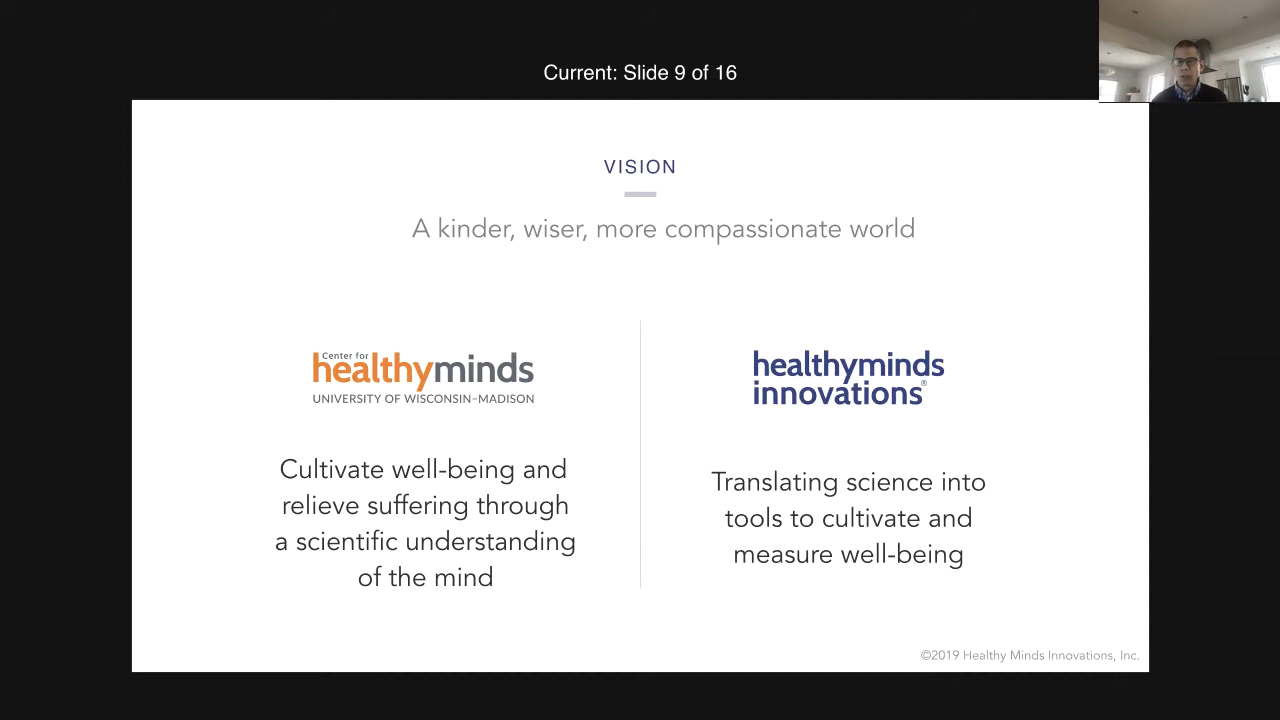 Current: Slide 9 of 16
VISION
A kinder, wiser, more compassionate world
Center for
healthyminds
UNIVERSITY OF WISCONSIN–MADISON
Cultivate well-being and
relieve suffering through
a scientific understanding
of the mind
healthyminds
innovations®
Translating science into
tools to cultivate and
measure well-being
©2019 Healthy Minds Innovations, Inc.